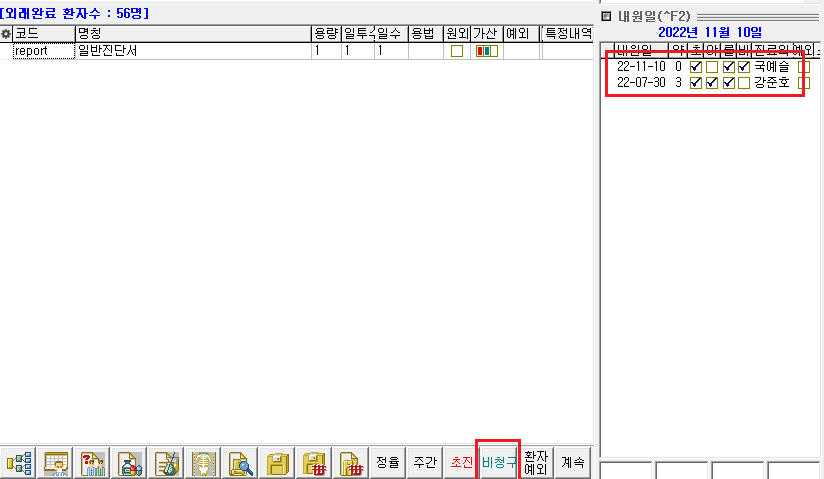 [외래완료 환자수 : 56명]
코드 명칭 용량 일투수 일수 용법 원외 가산 예외 특정내역
report 일반진단서 1 1 1
내원일(^F2)
2022년 11월 10일
내원일 약 초 야 를 비 진료의 예외
22-11-10 0 국예슬
22-07-30 3 강준호
정율 주간 초진 비청구 환자예외 계속